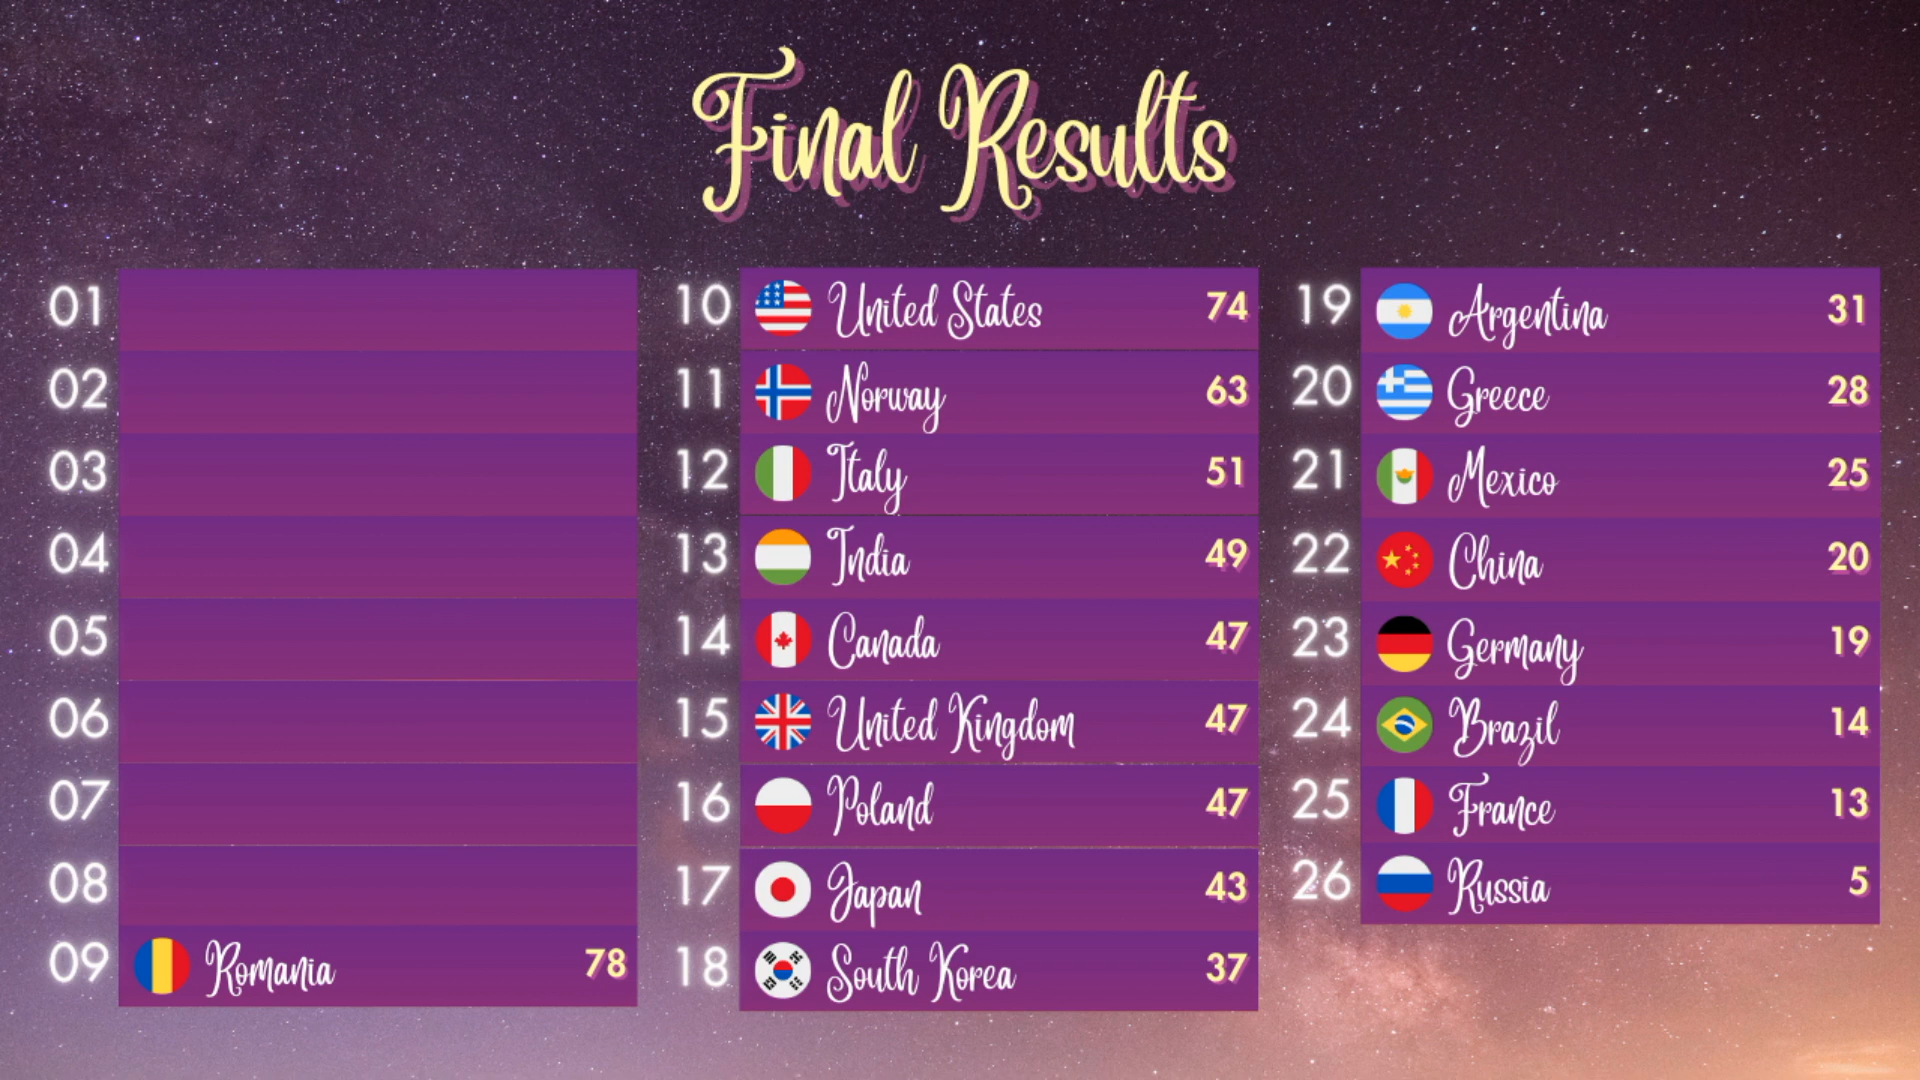 Final Results
01
02
03
04
05
06
07
08
09 Romania 78
10 United States 74
11 Norway 63
12 Italy 51
13 India 49
14 Canada 47
15 United Kingdom 47
16 Poland 47
17 Japan 43
18 South Korea 37
19 Argentina 31
20 Greece 28
21 Mexico 25
22 China 20
23 Germany 19
24 Brazil 14
25 France 13
26 Russia 5